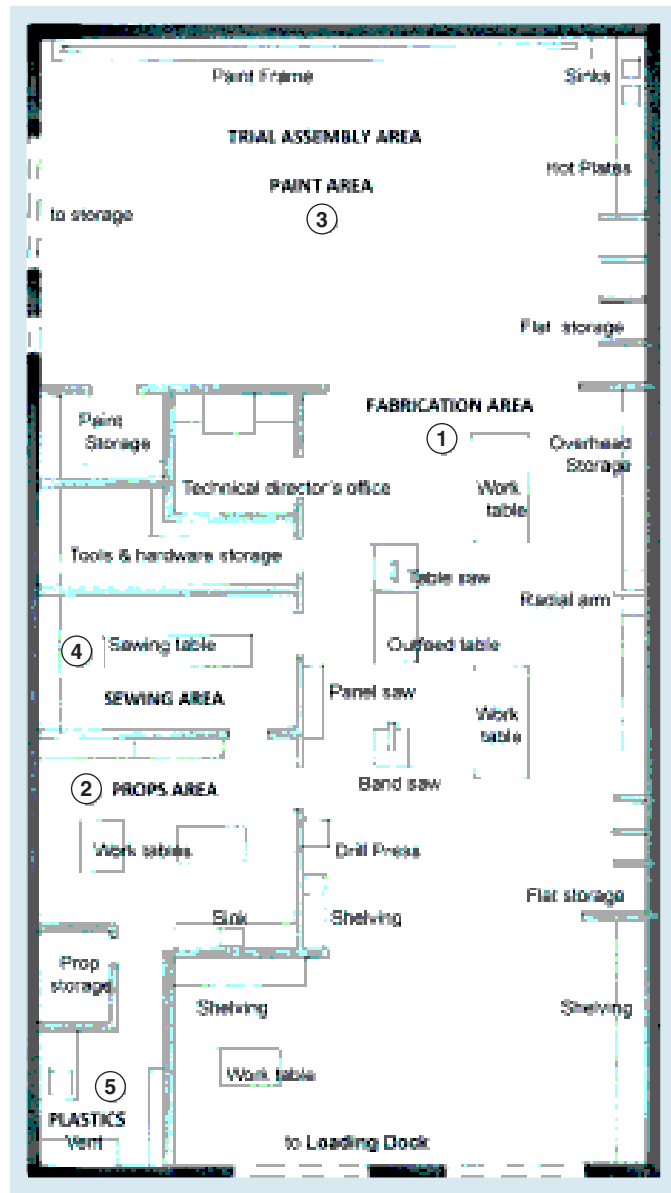 Paint Frame
Sinks
TRIAL ASSEMBLY AREA
Hot Plates
PAINT AREA
3
to storage
Flat storage
FABRICATION AREA
1
Paint
Storage
Overhead
Storage
Technical director's office
Work
table
Tools & hardware storage
Table saw
Radial arm
4
Sewing table
Outfeed table
SEWING AREA
Panel saw
Work
table
2
PROPS AREA
Band saw
Work tables
Drill Press
Flat storage
Sink
Shelving
Prop
storage
Shelving
Shelving
5
Work table
PLASTICS
Vent
to Loading Dock